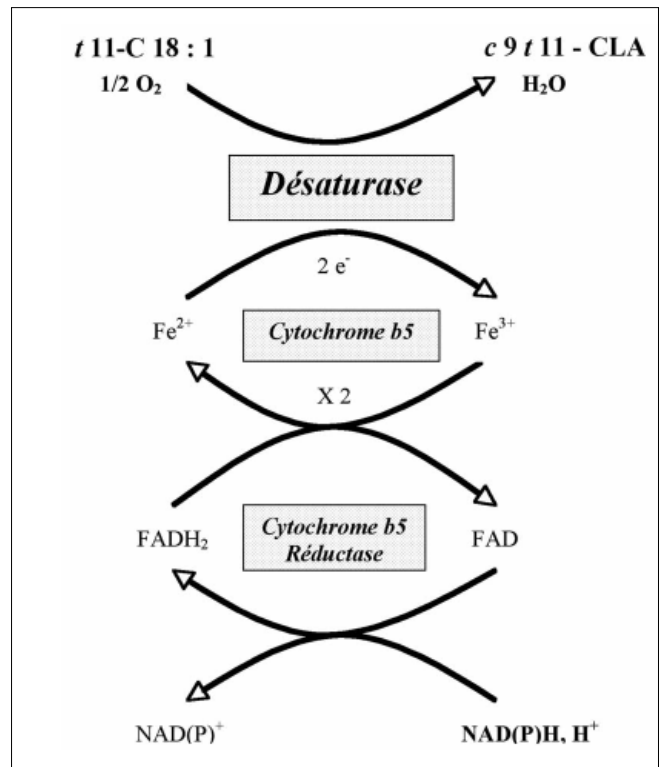 t 11-C 18 : 1
c 9 t 11 - CLA
1/2 O₂
H₂O
Désaturase
2 e⁻
Fe²⁺
Cytochrome b5
Fe³⁺
X 2
FADH₂
Cytochrome b5
Réductase
FAD
NAD(P)⁺
NAD(P)H, H⁺